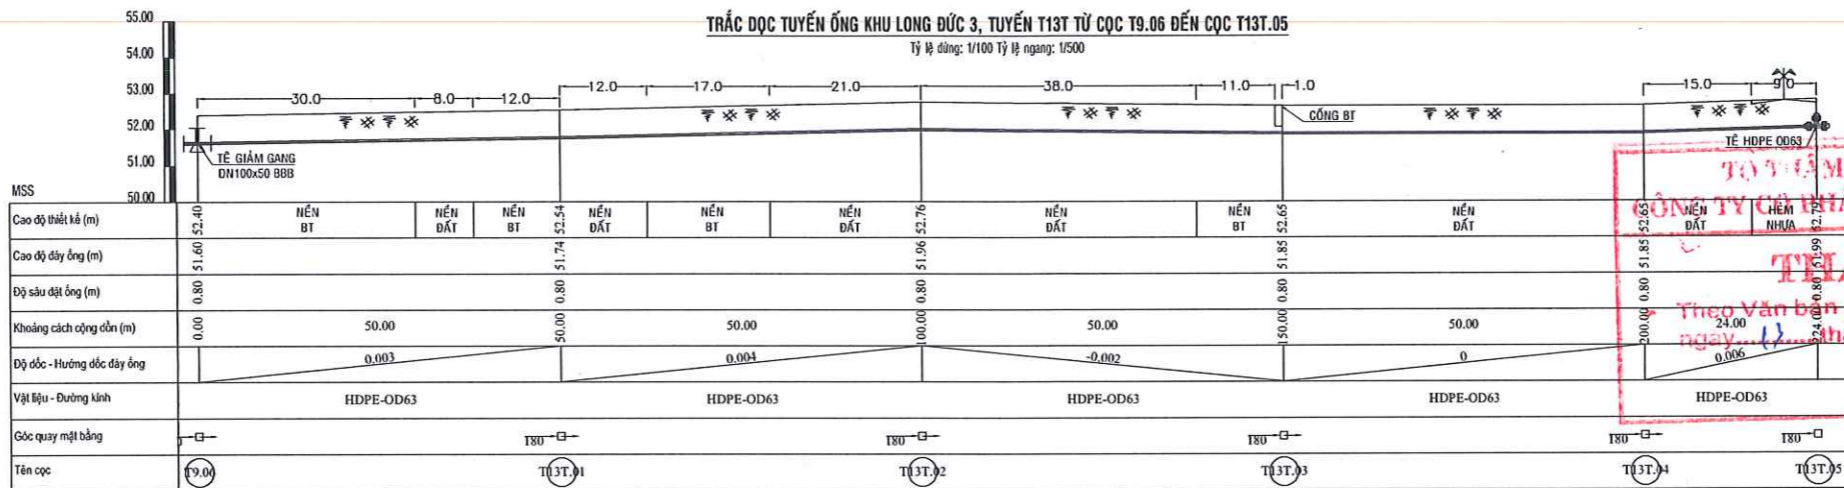 TRẮC DỌC TUYẾN ỐNG KHU LONG ĐỨC 3, TUYẾN T13T TỪ CỌC T9.06 ĐẾN CỌC T13T.05
Tỷ lệ đứng: 1/100 Tỷ lệ ngang: 1/500
55.00
54.00
53.00
52.00
51.00
50.00
MSS
30.0 8.0 12.0 12.0 17.0 21.0 38.0 11.0 1.0 15.0 9.0
TÊ GIẢM GANG
DN100x50 BBB
CỐNG BT
TÊ HDPE OD63
Cao độ thiết kế (m) 52.40 NỀN BT NỀN ĐẤT NỀN BT 52.54 NỀN ĐẤT NỀN BT NỀN ĐẤT 52.76 NỀN ĐẤT NỀN BT 52.65 NỀN ĐẤT 52.65 NỀN ĐẤT HẺM NHỰA 52.79
Cao độ đáy ống (m) 51.60 51.74 51.96 51.85 51.85 51.99
Độ sâu đặt ống (m) 0.80 0.80 0.80 0.80 0.80 0.80
Khoảng cách cộng dồn (m) 0.00 50.00 50.00 50.00 100.00 50.00 150.00 50.00 200.00 24.00 224.00
Độ dốc - Hướng dốc đáy ống 0.003 0.004 -0.002 0 0.006
Vật liệu - Đường kính HDPE-OD63 HDPE-OD63 HDPE-OD63 HDPE-OD63 HDPE-OD63
Góc quay mặt bằng 180 180 180 180 180
Tên cọc T9.06 T13T.01 T13T.02 T13T.03 T13T.04 T13T.05
CÔNG TY CỔ PHẦ
Theo Văn bản
ngày